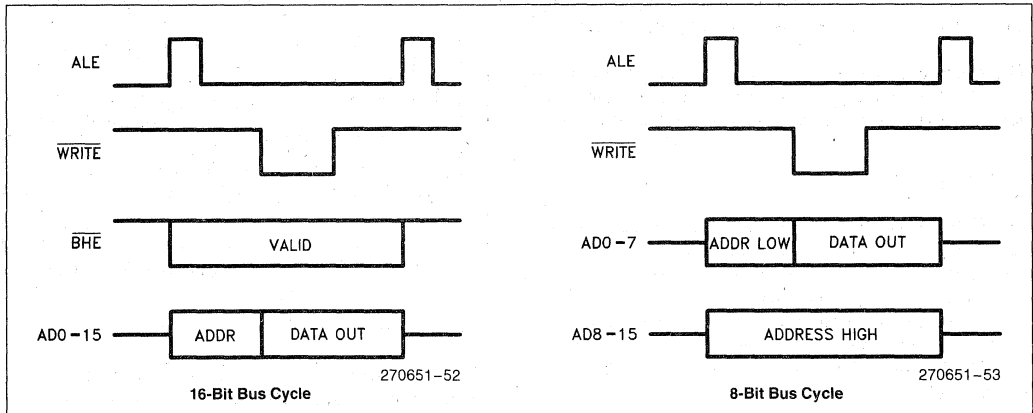 ALE
WRITE
BHE
VALID
AD0-15
ADDR
DATA OUT
270651-52
16-Bit Bus Cycle
ALE
WRITE
AD0-7
ADDR LOW
DATA OUT
AD8-15
ADDRESS HIGH
270651-53
8-Bit Bus Cycle